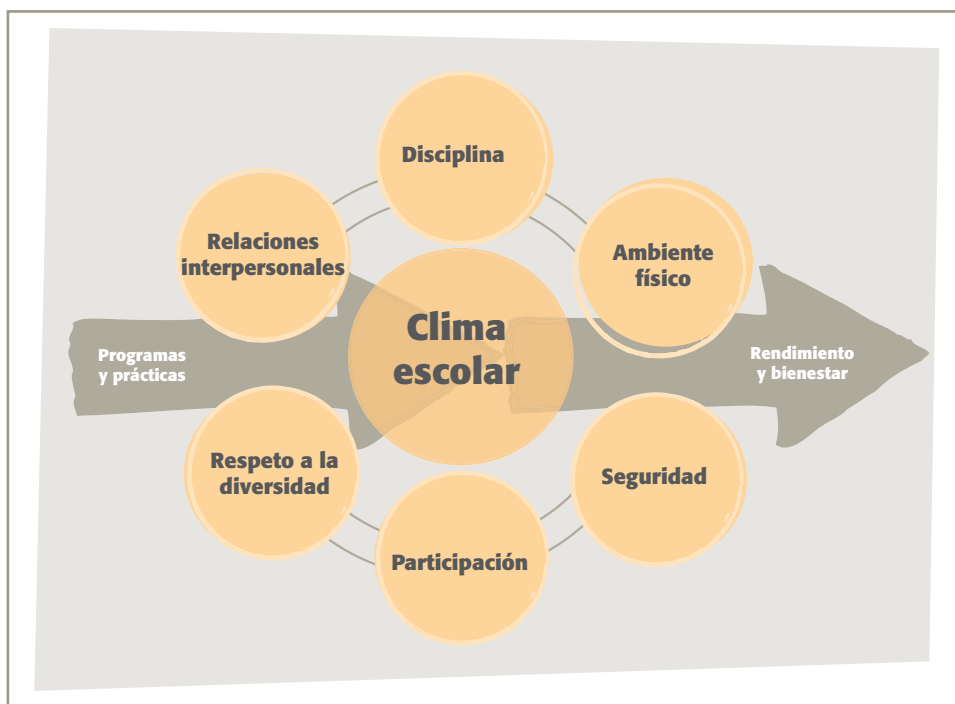 Disciplina
Relaciones
interpersonales
Ambiente
físico
Clima
escolar
Programas
y prácticas
Rendimiento
y bienestar
Respeto a la
diversidad
Seguridad
Participación